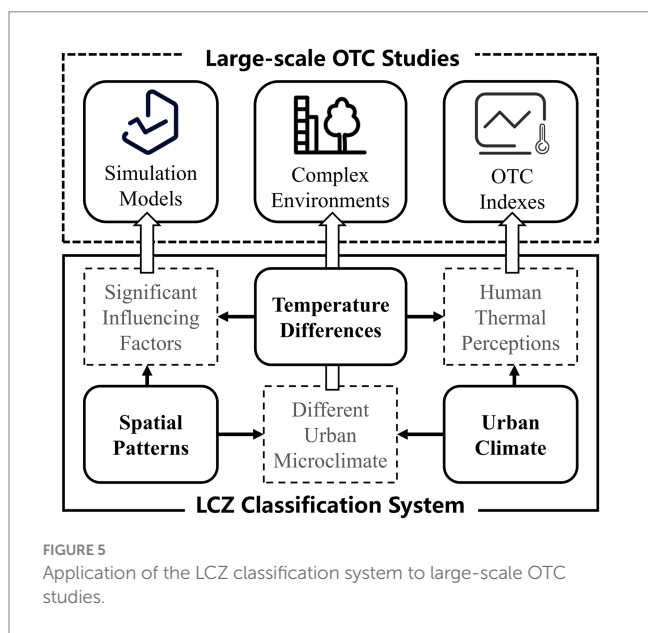 Large-scale OTC Studies
Simulation
Models
Complex
Environments
OTC
Indexes
Significant
Influencing
Factors
Temperature
Differences
Human
Thermal
Perceptions
Spatial
Patterns
Different
Urban
Microclimate
Urban
Climate
LCZ Classification System
FIGURE 5
Application of the LCZ classification system to large-scale OTC
studies.